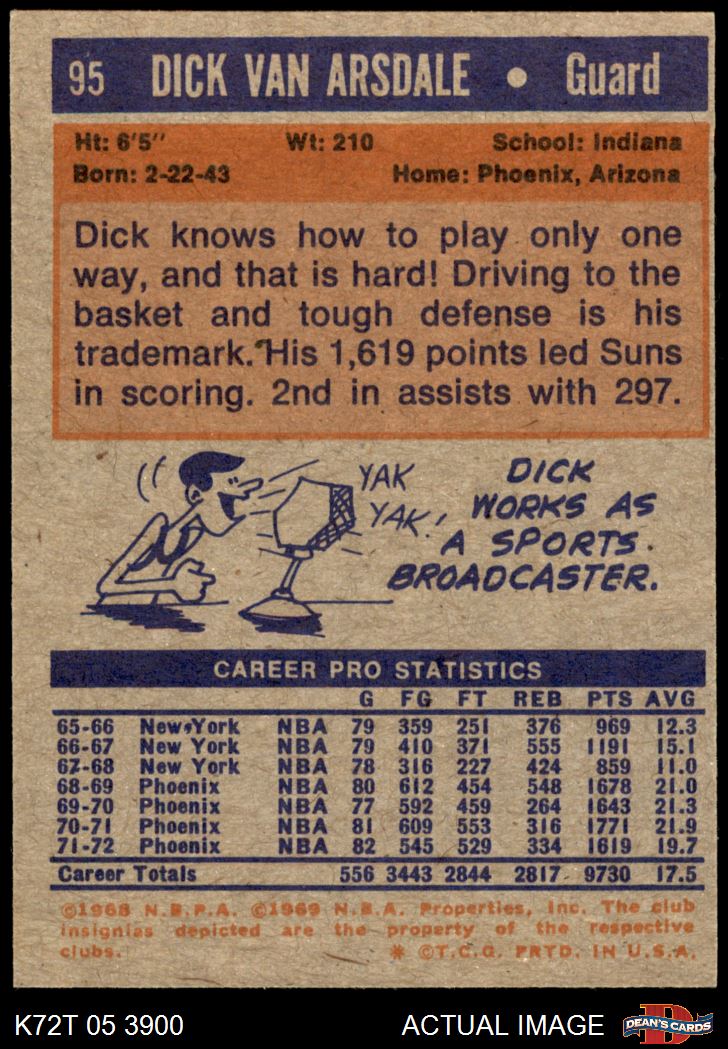 95 DICK VAN ARSDALE • Guard
Ht: 6'5'' Wt: 210 School: Indiana
Born: 2-22-43 Home: Phoenix, Arizona
Dick knows how to play only one
way, and that is hard! Driving to the
basket and tough defense is his
trademark. His 1,619 points led Suns
in scoring. 2nd in assists with 297.
YAK
YAK!
DICK
WORKS AS
A SPORTS
BROADCASTER.
CAREER PRO STATISTICS
G FG FT REB PTS AVG
65-66 New York NBA 79 359 251 376 969 12.3
66-67 New York NBA 79 410 371 555 1191 15.1
67-68 New York NBA 78 316 227 424 859 11.0
68-69 Phoenix NBA 80 612 454 548 1678 21.0
69-70 Phoenix NBA 77 592 459 264 1643 21.3
70-71 Phoenix NBA 81 609 553 316 1771 21.9
71-72 Phoenix NBA 82 545 529 334 1619 19.7
Career Totals 556 3443 2844 2817 9730 17.5
©1968 N.B.P.A. ©1969 N.B.A. Properties, Inc. The club
insignias depicted are the property of the respective
clubs. * ©T.C.G. PRTD. IN U.S.A.
K72T 05 3900 ACTUAL IMAGE DEAN'S CARDS